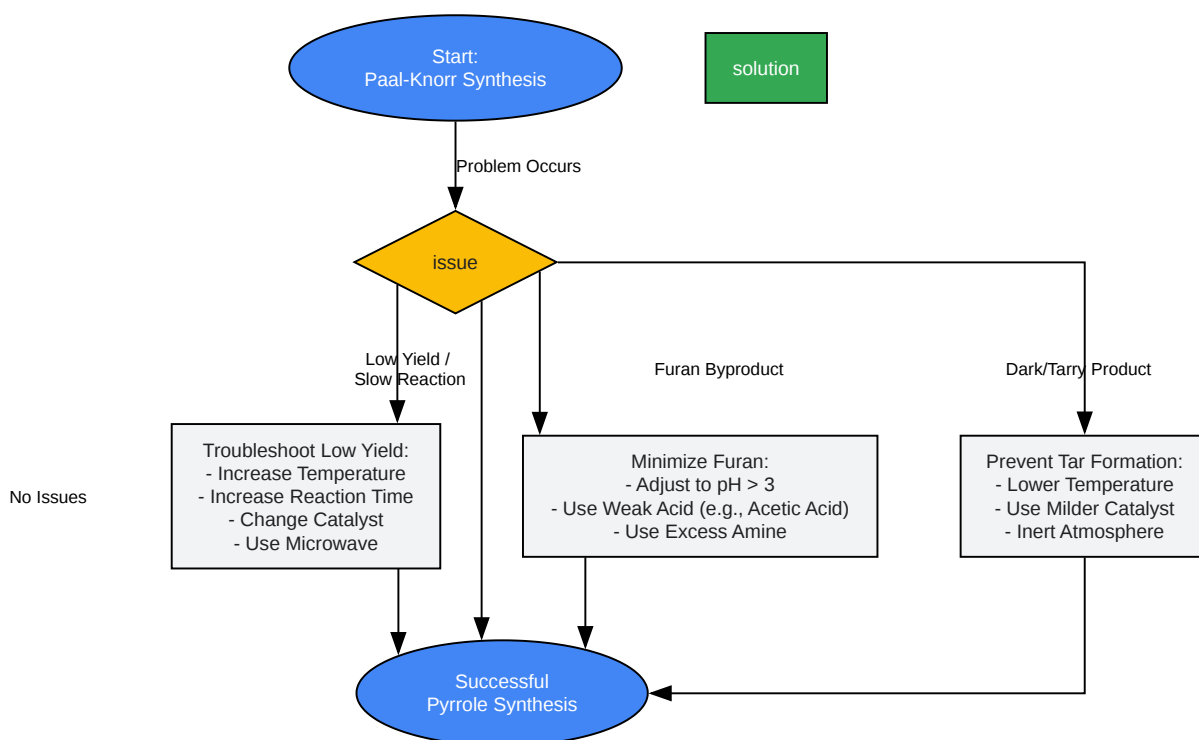 Start:
Paal-Knorr Synthesis
solution
Problem Occurs
issue
Low Yield /
Slow Reaction
Furan Byproduct
Dark/Tarry Product
No Issues
Troubleshoot Low Yield:
- Increase Temperature
- Increase Reaction Time
- Change Catalyst
- Use Microwave
Minimize Furan:
- Adjust to pH > 3
- Use Weak Acid (e.g., Acetic Acid)
- Use Excess Amine
Prevent Tar Formation:
- Lower Temperature
- Use Milder Catalyst
- Inert Atmosphere
Successful
Pyrrole Synthesis